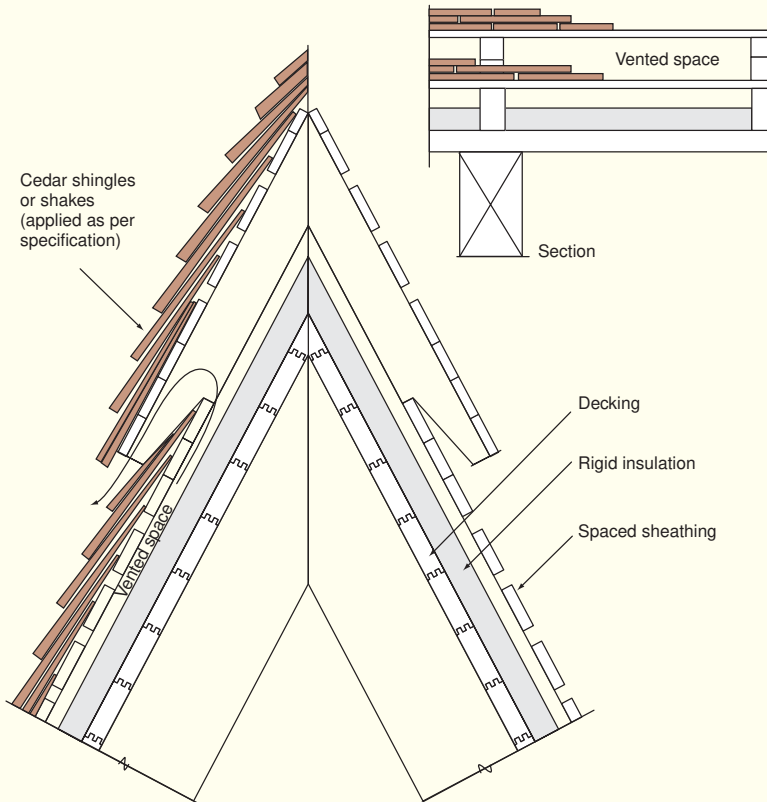 Vented space
Cedar shingles
or shakes
(applied as per
specification)
Section
Decking
Rigid insulation
Spaced sheathing
Vented space